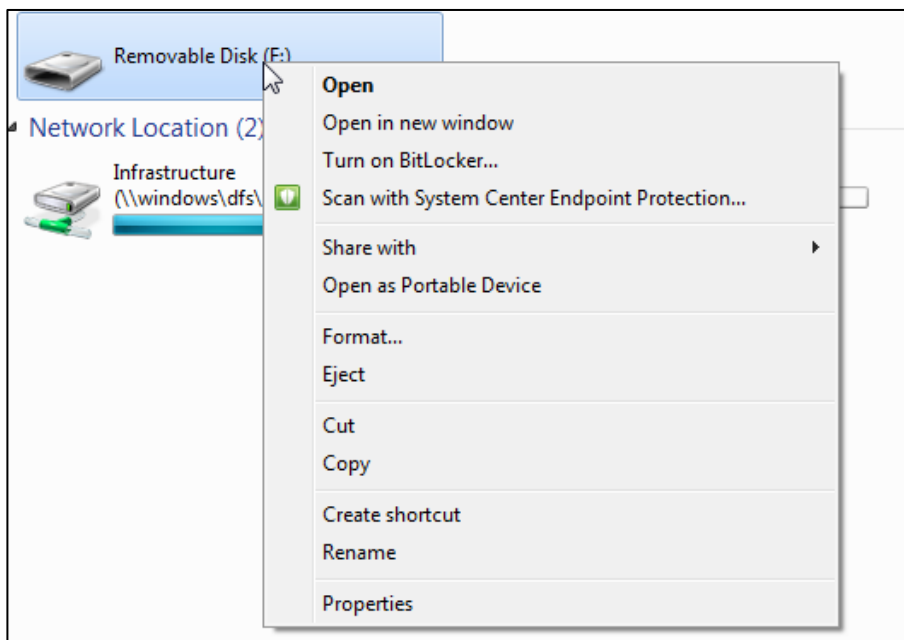 Removable Disk (F:)
Network Location (2)
Infrastructure
(\\windows\dfs\
Open
Open in new window
Turn on BitLocker...
Scan with System Center Endpoint Protection...
Share with
Open as Portable Device
Format...
Eject
Cut
Copy
Create shortcut
Rename
Properties